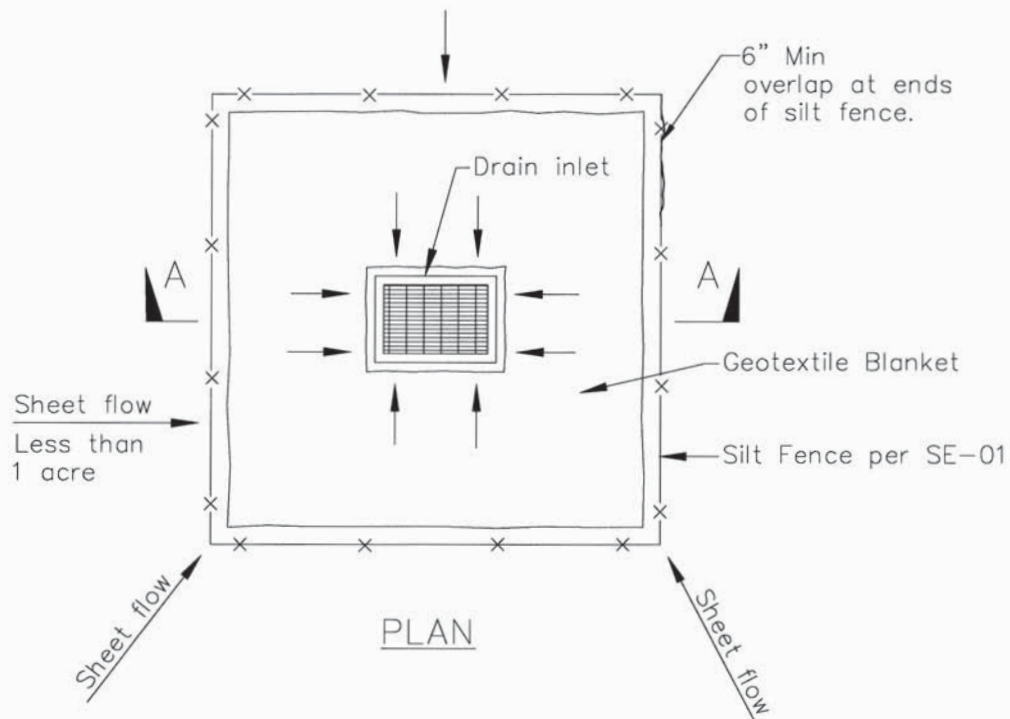 6" Min
overlap at ends
of silt fence.
Drain inlet
A
A
Geotextile Blanket
Sheet flow
Less than
1 acre
Silt Fence per SE-01
Sheet flow
PLAN
Sheet flow